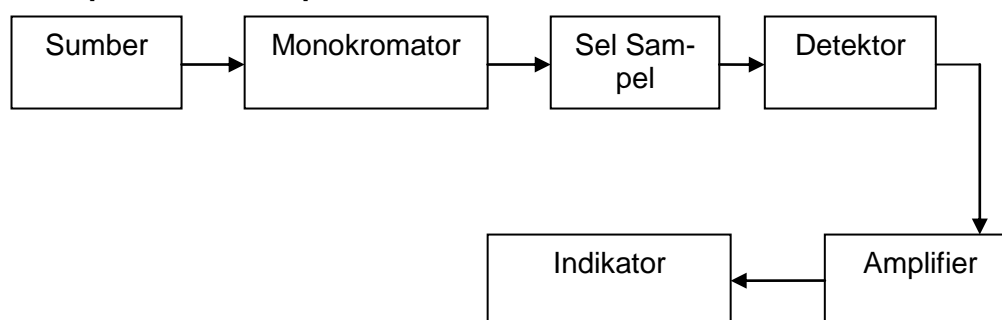 Sumber
Monokromator
Sel Sam-
pel
Detektor
Indikator
Amplifier